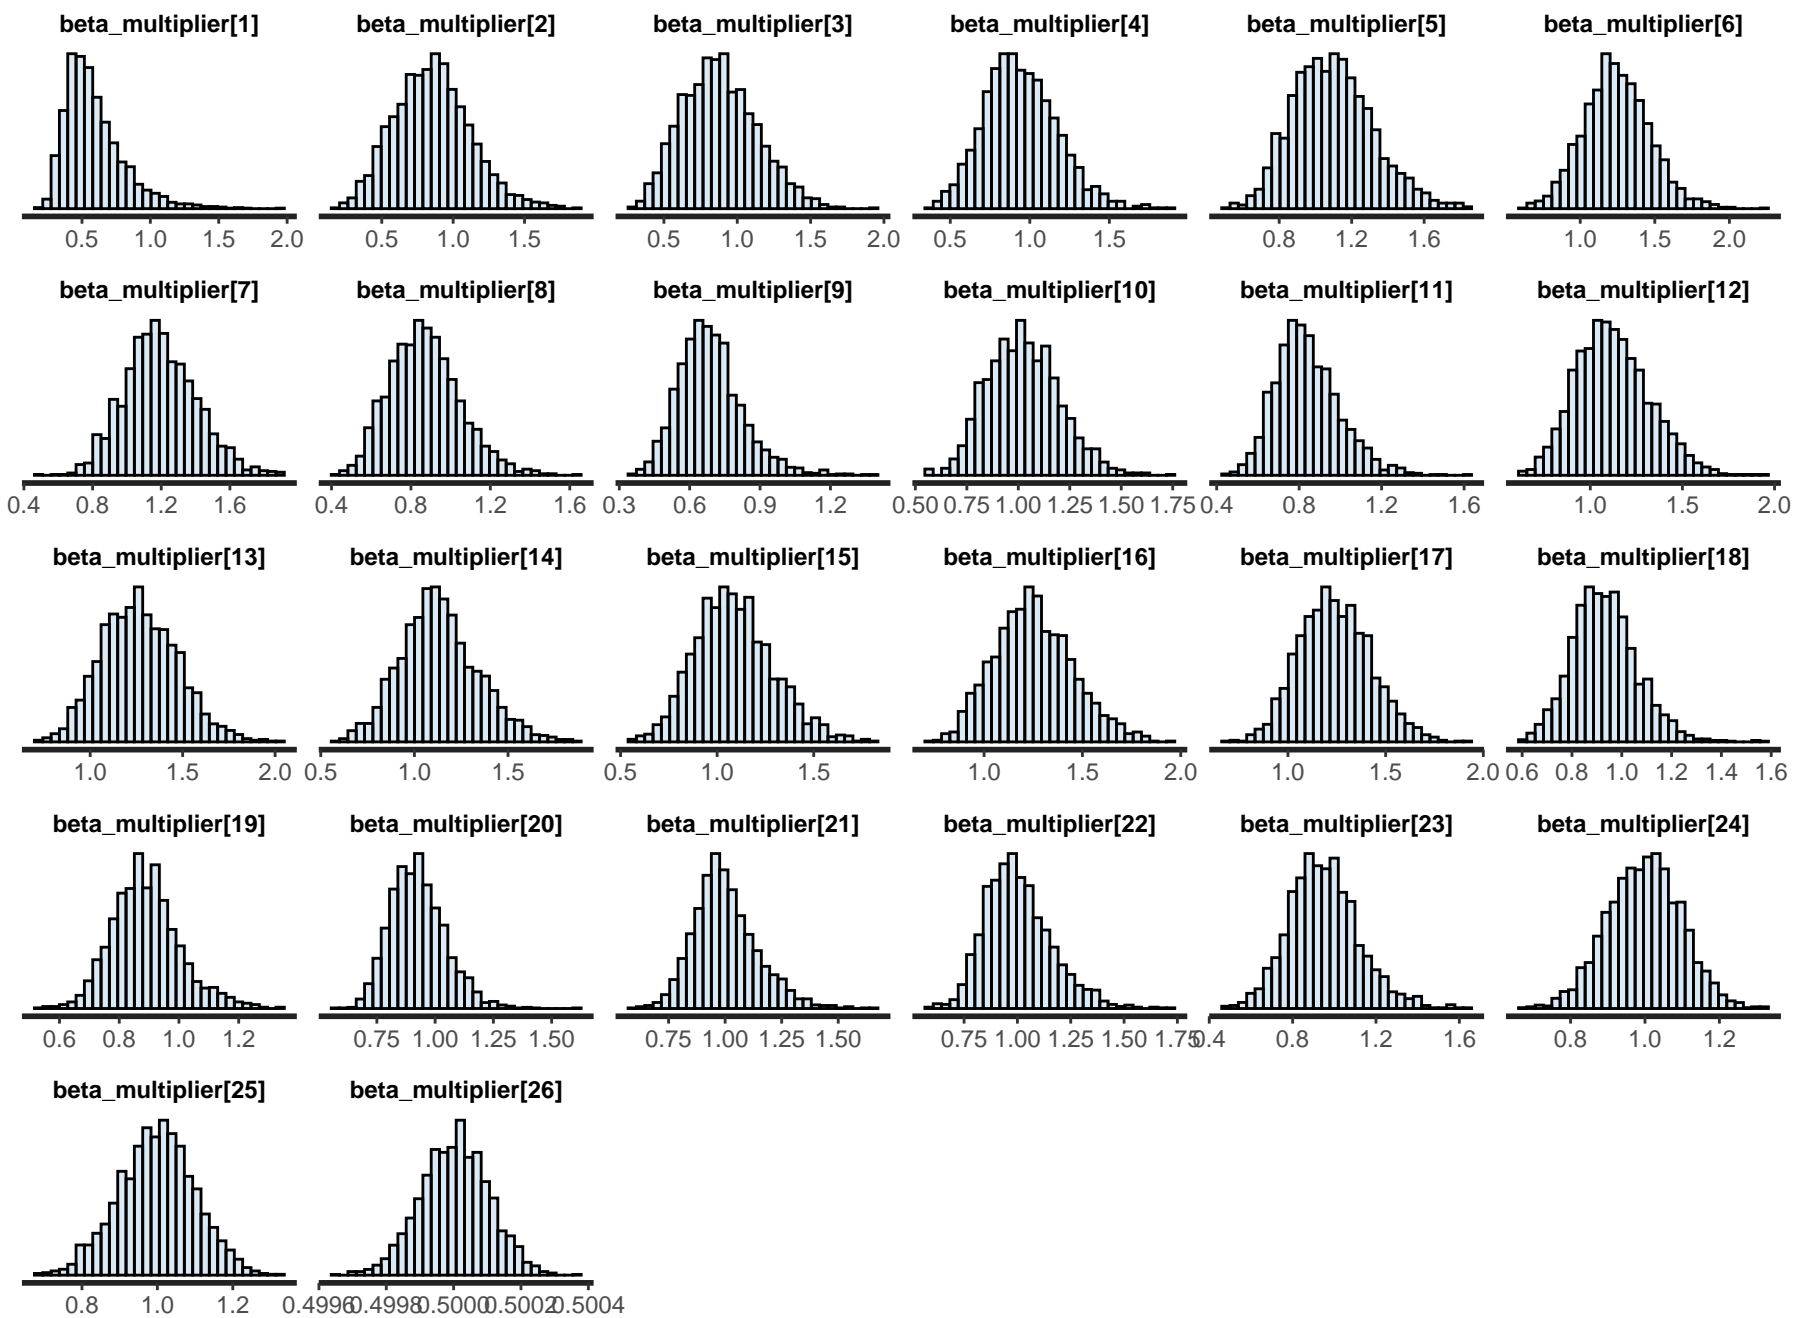 beta_multiplier[1] beta_multiplier[2] beta_multiplier[3] beta_multiplier[4] beta_multiplier[5] beta_multiplier[6]
0.5 1.0 1.5 2.0 0.5 1.0 1.5 0.5 1.0 1.5 2.0 0.5 1.0 1.5 0.8 1.2 1.6 1.0 1.5 2.0
beta_multiplier[7] beta_multiplier[8] beta_multiplier[9] beta_multiplier[10] beta_multiplier[11] beta_multiplier[12]
0.4 0.8 1.2 1.6 0.4 0.8 1.2 1.6 0.3 0.6 0.9 1.2 0.50 0.75 1.00 1.25 1.50 1.75 0.4 0.8 1.2 1.6 1.0 1.5 2.0
beta_multiplier[13] beta_multiplier[14] beta_multiplier[15] beta_multiplier[16] beta_multiplier[17] beta_multiplier[18]
1.0 1.5 2.0 0.5 1.0 1.5 0.5 1.0 1.5 1.0 1.5 2.0 1.0 1.5 2.0 0.6 0.8 1.0 1.2 1.4 1.6
beta_multiplier[19] beta_multiplier[20] beta_multiplier[21] beta_multiplier[22] beta_multiplier[23] beta_multiplier[24]
0.6 0.8 1.0 1.2 0.75 1.00 1.25 1.50 0.75 1.00 1.25 1.50 0.75 1.00 1.25 1.50 1.75 0.4 0.8 1.2 1.6 0.8 1.0 1.2
beta_multiplier[25] beta_multiplier[26]
0.8 1.0 1.2 0.4996 0.4998 0.5000 0.5002 0.5004